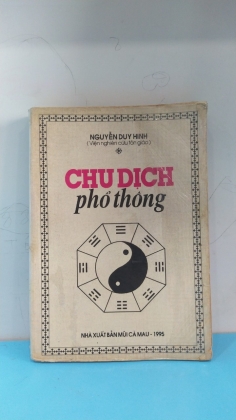 NGUYỄN DUY HINH
( Viện nghiên cứu tôn giáo )
CHU DỊCH
phổ thông
NHÀ XUẤT BẢN MŨI CÀ MAU - 1995